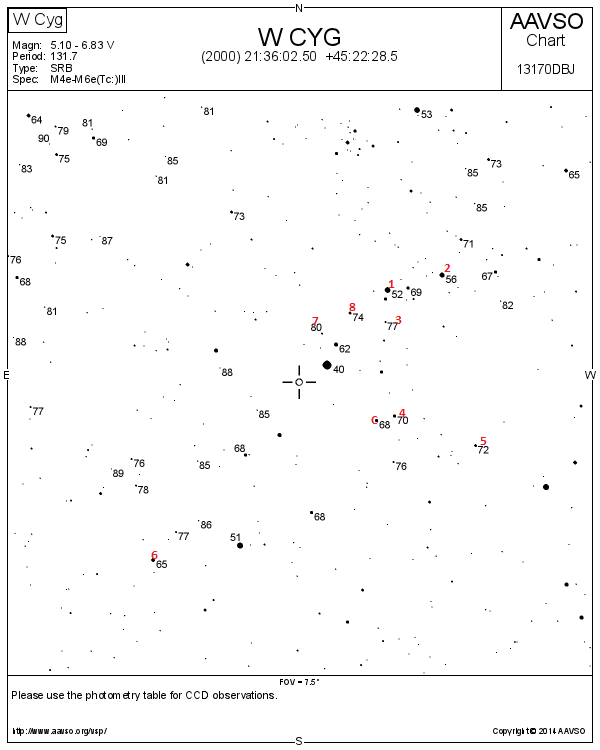 N
W Cyg
Magn: 5.10 - 6.83 V
Period: 131.7
Type: SRB
Spec: M4e-M6e(Tc:)III
W CYG
(2000) 21:36:02.50 +45:22:28.5
AAVSO
Chart
13170DBJ
81 53
64 79 81
90 69
75 85 73
83 81 85 65
73 85
75 87 71
76
68 2 56 67
1 52 69 82
81 8 74
7 80 77 3
88 62
E 88 40 W
77 85 4 70
C 68
5 72
68
76 85 76
89
78
86 68
77 51
6 65
FOV = 7.5°
Please use the photometry table for CCD observations.
http://www.aavso.org/vsp/
Copyright © 2014 AAVSO
S